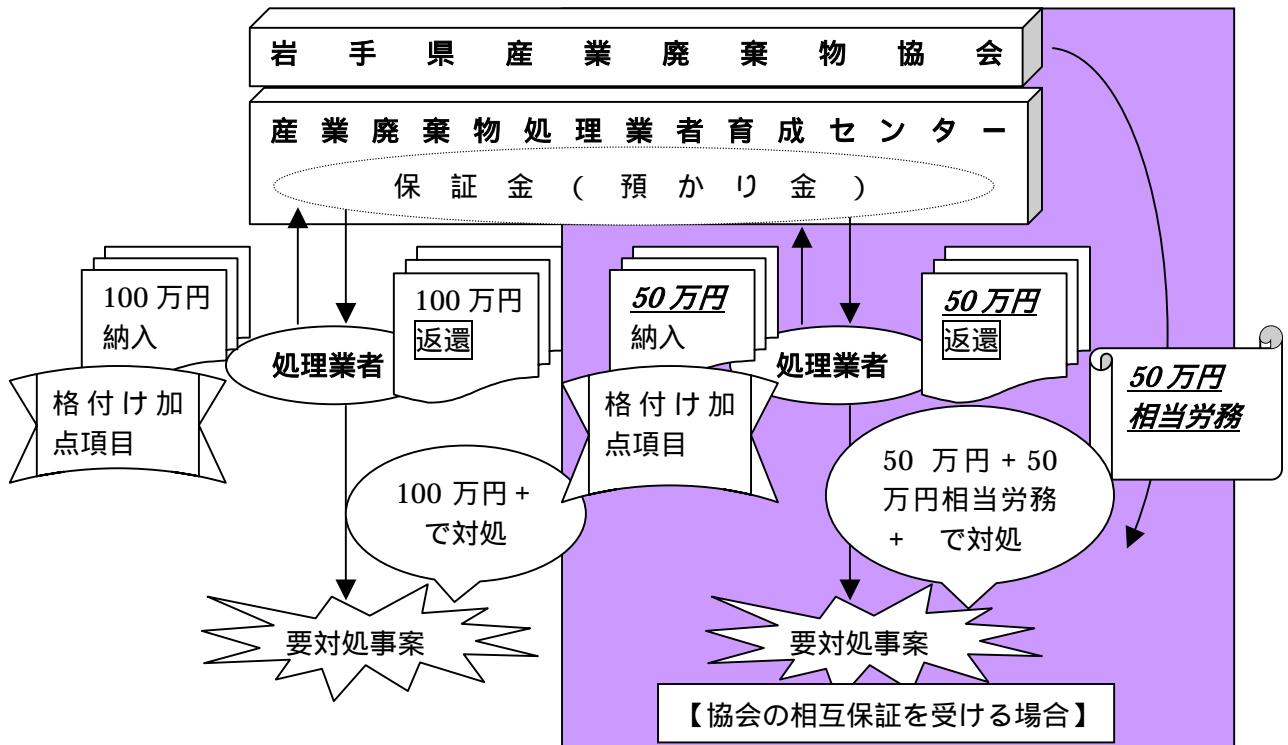 岩手県産業廃棄物協会
産業廃棄物処理業者育成センター
保証金(預かり金)
100万円
納入
格付け加
点項目
処理業者
100万円
返還
100万円+
で対処
要対処事案
50万円
納入
格付け加
点項目
処理業者
50万円
返還
50万円
相当労務
50万円+50
万円相当労務
+ で対処
要対処事案
【協会の相互保証を受ける場合】